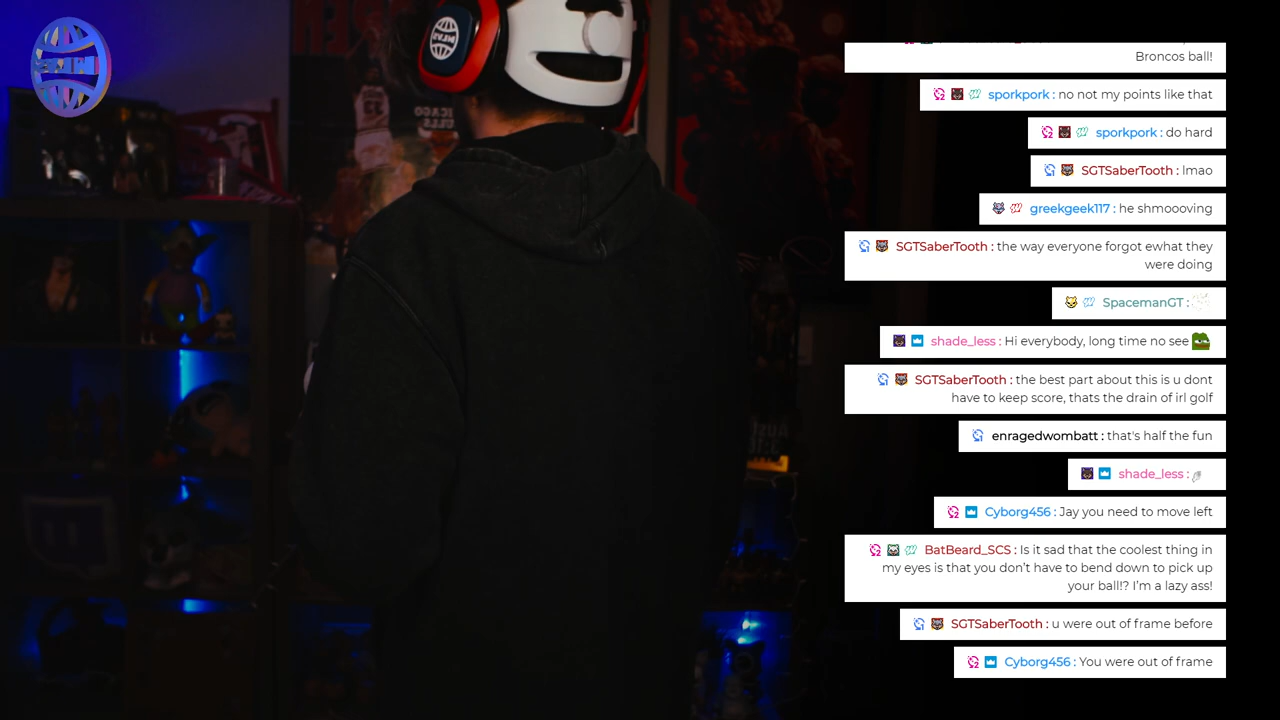 Broncos ball!
sporkpork : no not my points like that
sporkpork : do hard
SGTSaberTooth : lmao
greekgeek117 : he shmoooving
SGTSaberTooth : the way everyone forgot ewhat they
were doing
SpacemanGT :
shade_less : Hi everybody, long time no see
SGTSaberTooth : the best part about this is u dont
have to keep score, thats the drain of irl golf
enragedwombatt : that's half the fun
shade_less :
Cyborg456 : Jay you need to move left
BatBeard_SCS : Is it sad that the coolest thing in
my eyes is that you don't have to bend down to pick up
your ball!? I'm a lazy ass!
SGTSaberTooth : u were out of frame before
Cyborg456 : You were out of frame